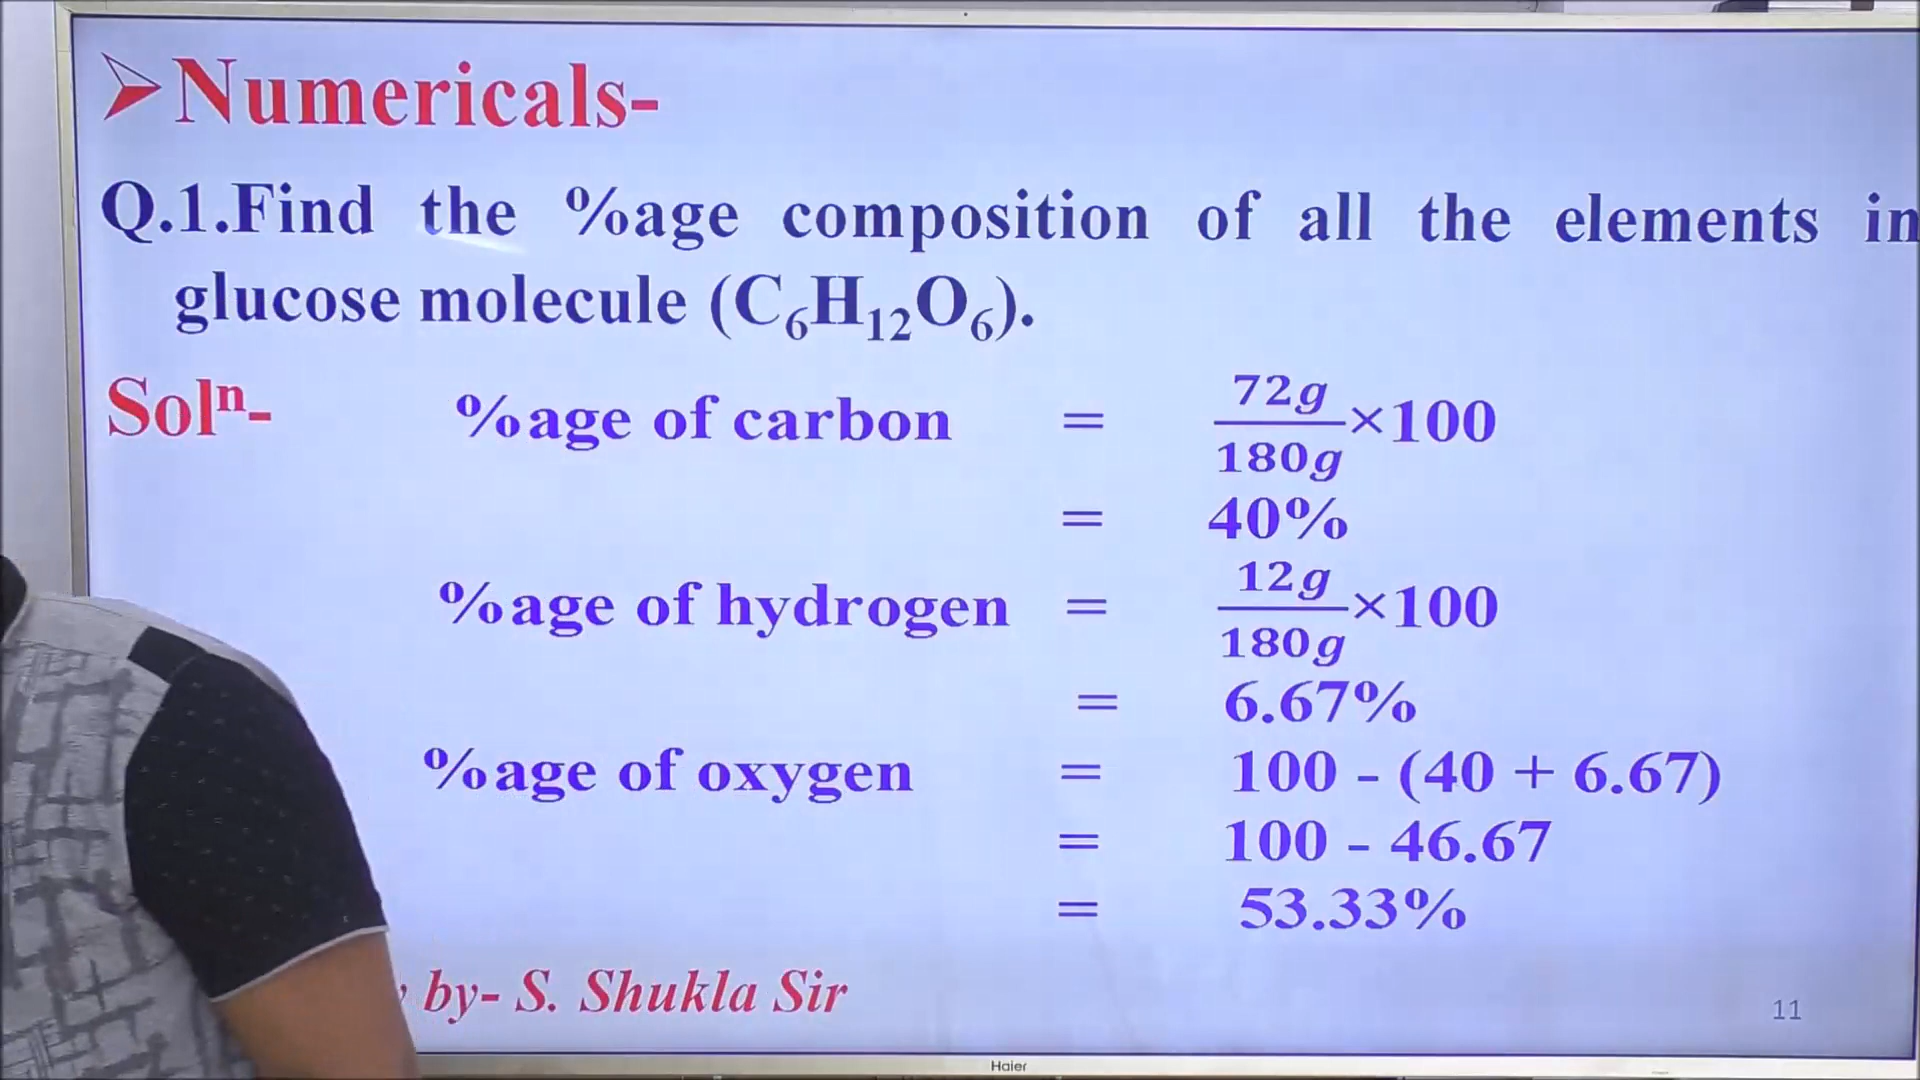 ➢Numericals-
Q.1.Find the %age composition of all the elements in
glucose molecule (C₆H₁₂O₆).
Solⁿ- %age of carbon = 72g/180g ×100
= 40%
%age of hydrogen = 12g/180g ×100
= 6.67%
%age of oxygen = 100 - (40 + 6.67)
= 100 - 46.67
= 53.33%
by- S. Shukla Sir
11
Haier